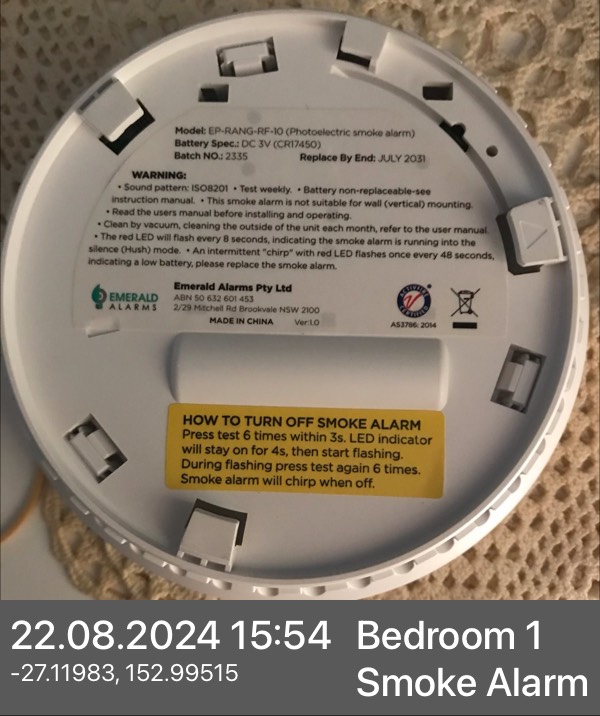 Model: EP-RANG-RF-10 (Photoelectric smoke alarm)
Battery Spec.: DC 3V (CR17450)
Batch NO.: 2335 Replace By End: JULY 2031
WARNING:
• Sound pattern: ISO8201 • Test weekly. • Battery non-replaceable-see
instruction manual. • This smoke alarm is not suitable for wall (vertical) mounting.
• Read the users manual before installing and operating.
• Clean by vacuum, cleaning the outside of the unit each month, refer to the user manual.
• The red LED will flash every 8 seconds, indicating the smoke alarm is running into the
silence (Hush) mode. • An intermittent "chirp" with red LED flashes once every 48 seconds,
indicating a low battery, please replace the smoke alarm.
EMERALD
ALARMS
Emerald Alarms Pty Ltd
ABN 50 632 601 453
2/29 Mitchell Rd Brookvale NSW 2100
MADE IN CHINA Ver:1.0
ACTIVFIRE
CERTIFIED
AS3786: 2014
HOW TO TURN OFF SMOKE ALARM
Press test 6 times within 3s. LED indicator
will stay on for 4s, then start flashing.
During flashing press test again 6 times.
Smoke alarm will chirp when off.
22.08.2024 15:54
-27.11983, 152.99515
Bedroom 1
Smoke Alarm